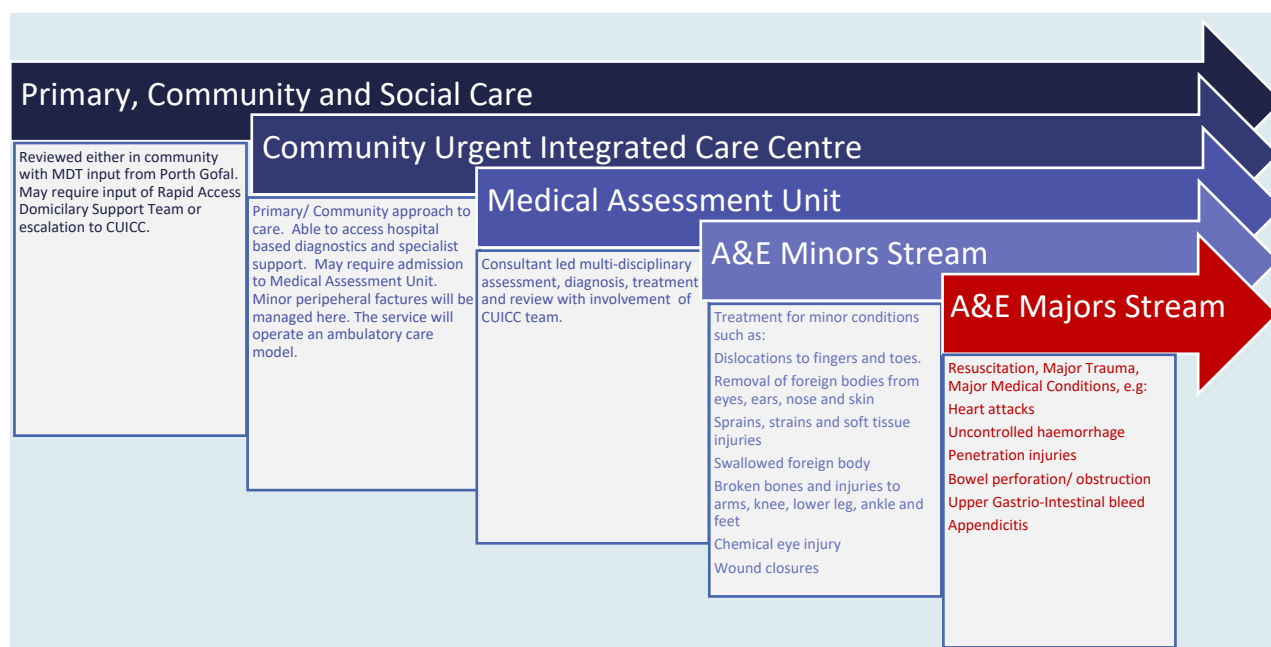 Primary, Community and Social Care
Reviewed either in community
with MDT input from Porth Gofal.
May require input of Rapid Access
Domicilary Support Team or
escalation to CUICC.
Community Urgent Integrated Care Centre
Primary/ Community approach to
care.  Able to access hospital
based diagnostics and specialist
support.  May require admission
to Medical Assessment Unit.
Minor peripeheral factures will be
managed here. The service will
operate an ambulatory care
model.
Medical Assessment Unit
Consultant led multi-disciplinary
assessment, diagnosis, treatment
and review with involvement  of
CUICC team.
A&E Minors Stream
Treatment for minor conditions
such as:
Dislocations to fingers and toes.
Removal of foreign bodies from
eyes, ears, nose and skin
Sprains, strains and soft tissue
injuries
Swallowed foreign body
Broken bones and injuries to
arms, knee, lower leg, ankle and
feet
Chemical eye injury
Wound closures
A&E Majors Stream
Resuscitation, Major Trauma,
Major Medical Conditions, e.g:
Heart attacks
Uncontrolled haemorrhage
Penetration injuries
Bowel perforation/ obstruction
Upper Gastrio-Intestinal bleed
Appendicitis